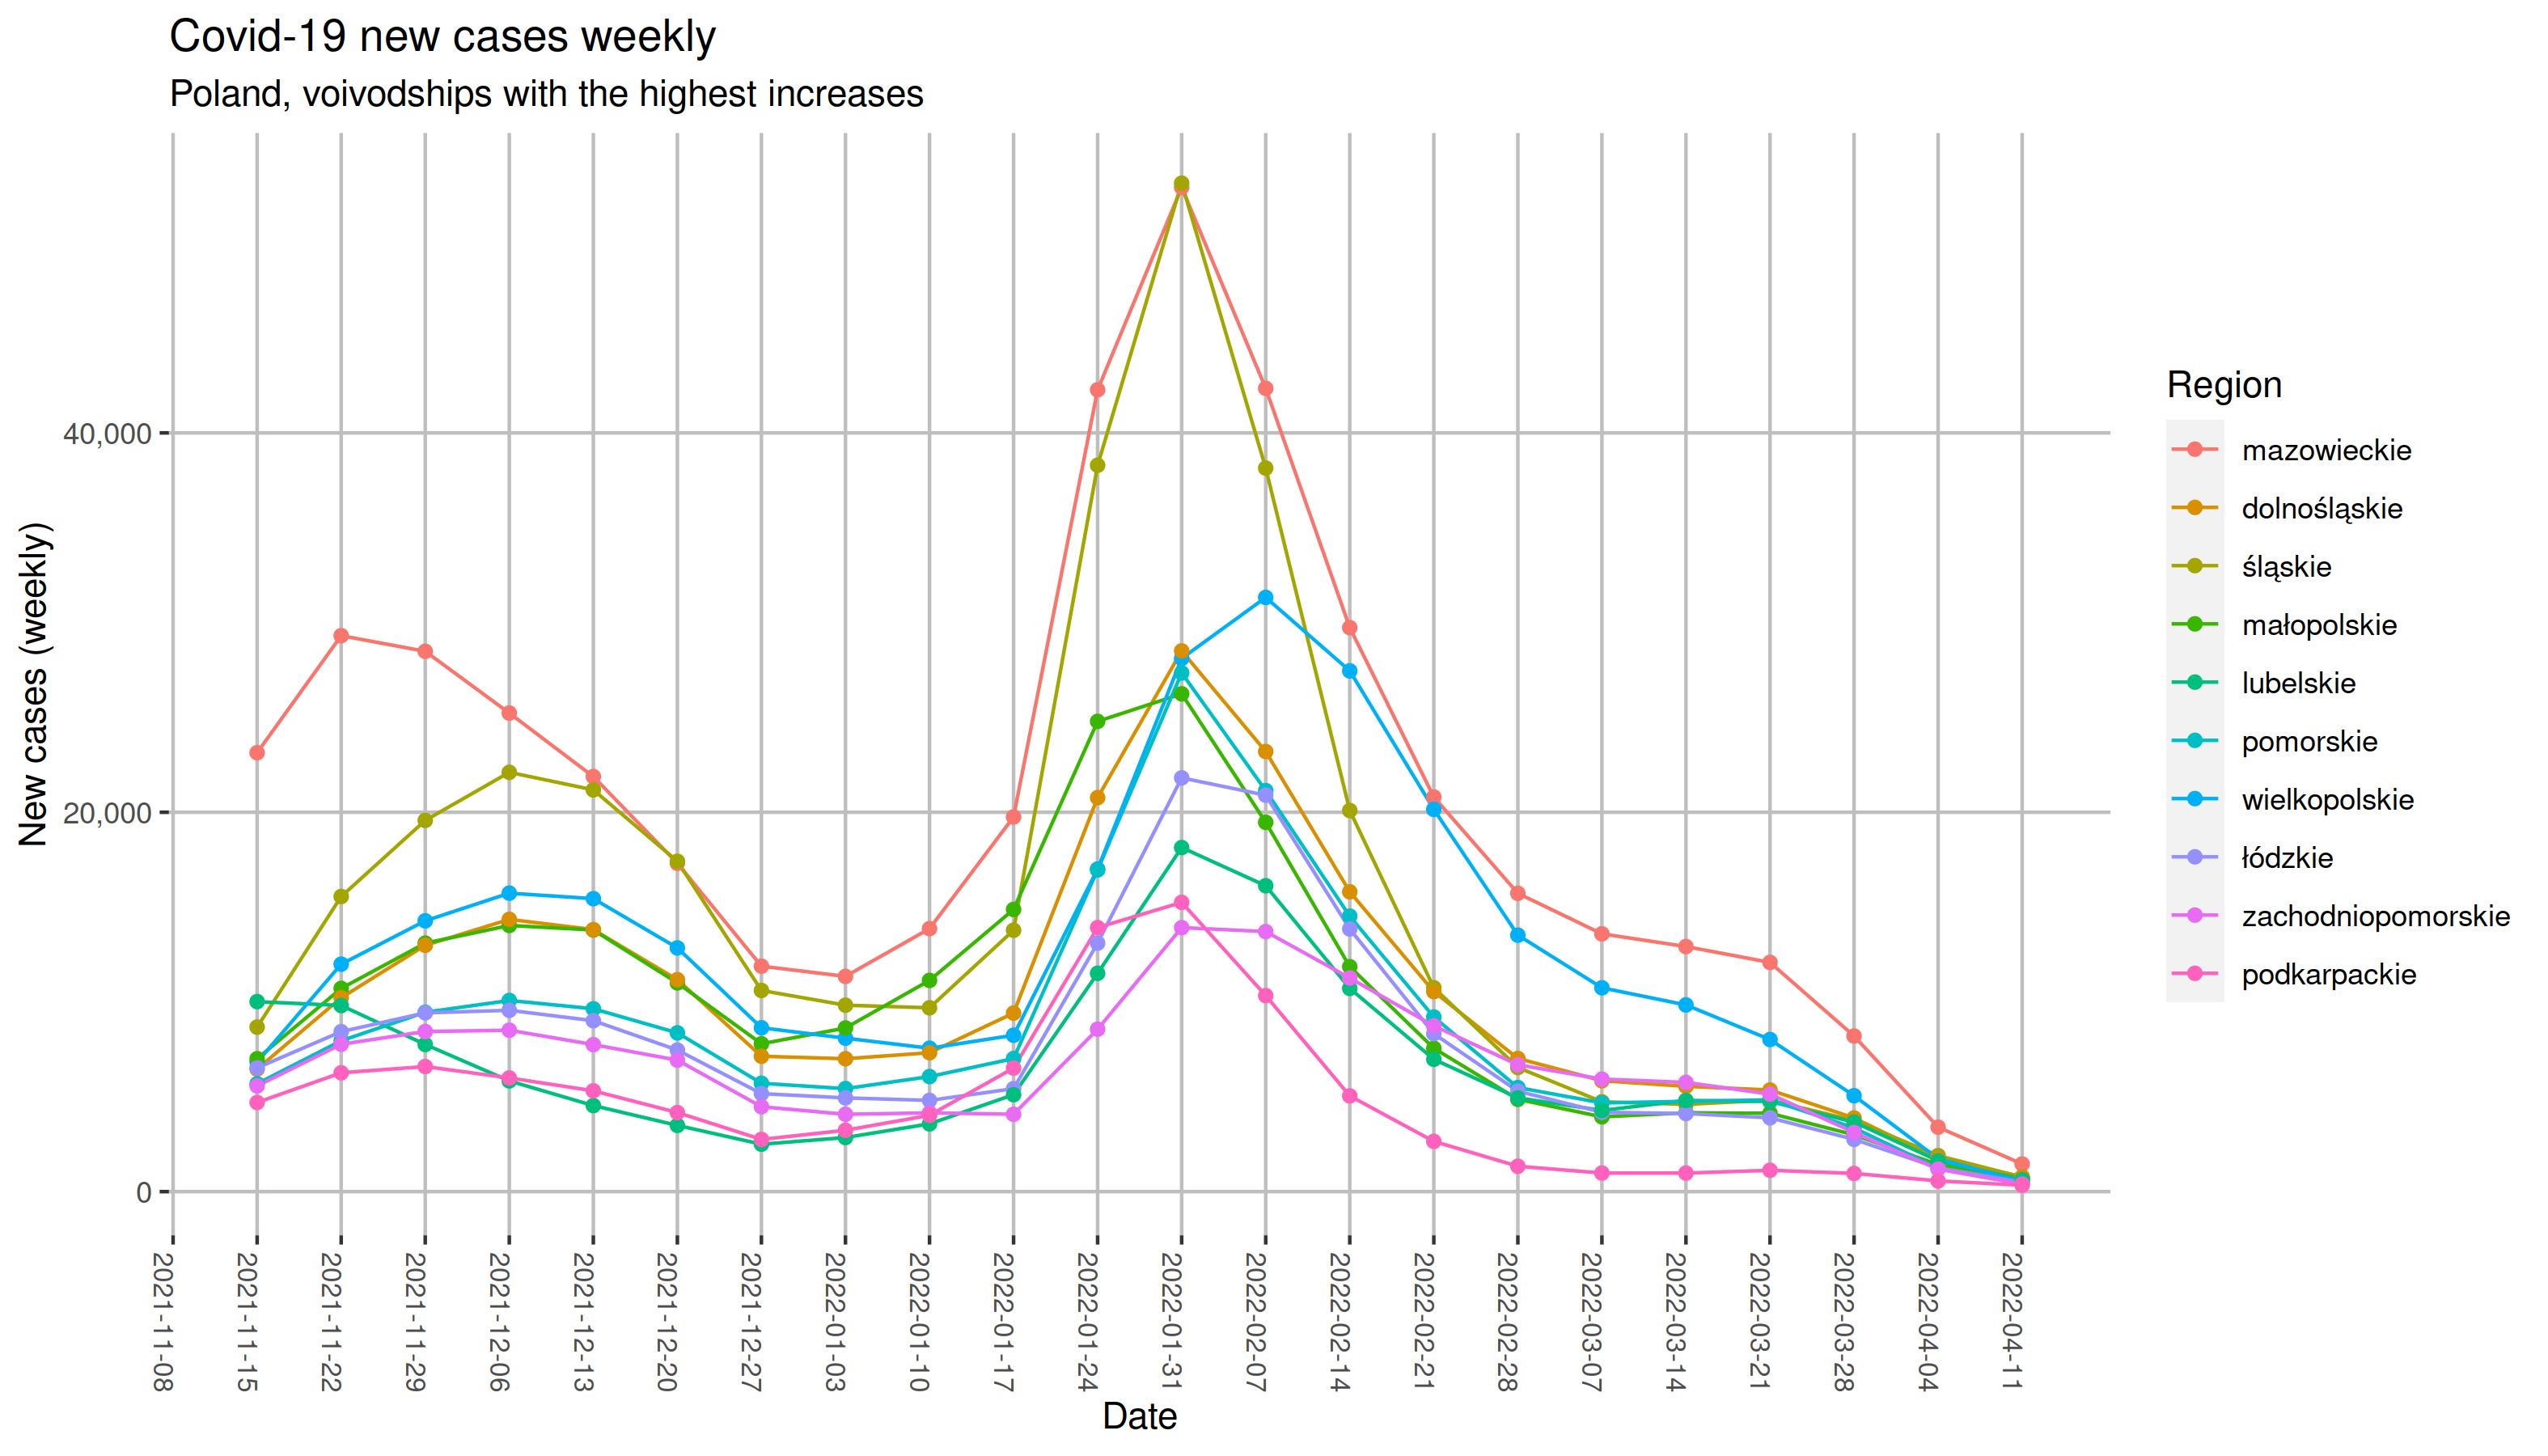 Covid-19 new cases weekly
Poland, voivodships with the highest increases
New cases (weekly)
40,000
20,000
0
2021-11-08
2021-11-15
2021-11-22
2021-11-29
2021-12-06
2021-12-13
2021-12-20
2021-12-27
2022-01-03
2022-01-10
2022-01-17
2022-01-24
2022-01-31
2022-02-07
2022-02-14
2022-02-21
2022-02-28
2022-03-07
2022-03-14
2022-03-21
2022-03-28
2022-04-04
2022-04-11
Date
Region
mazowieckie
dolnośląskie
śląskie
małopolskie
lubelskie
pomorskie
wielkopolskie
łódzkie
zachodniopomorskie
podkarpackie